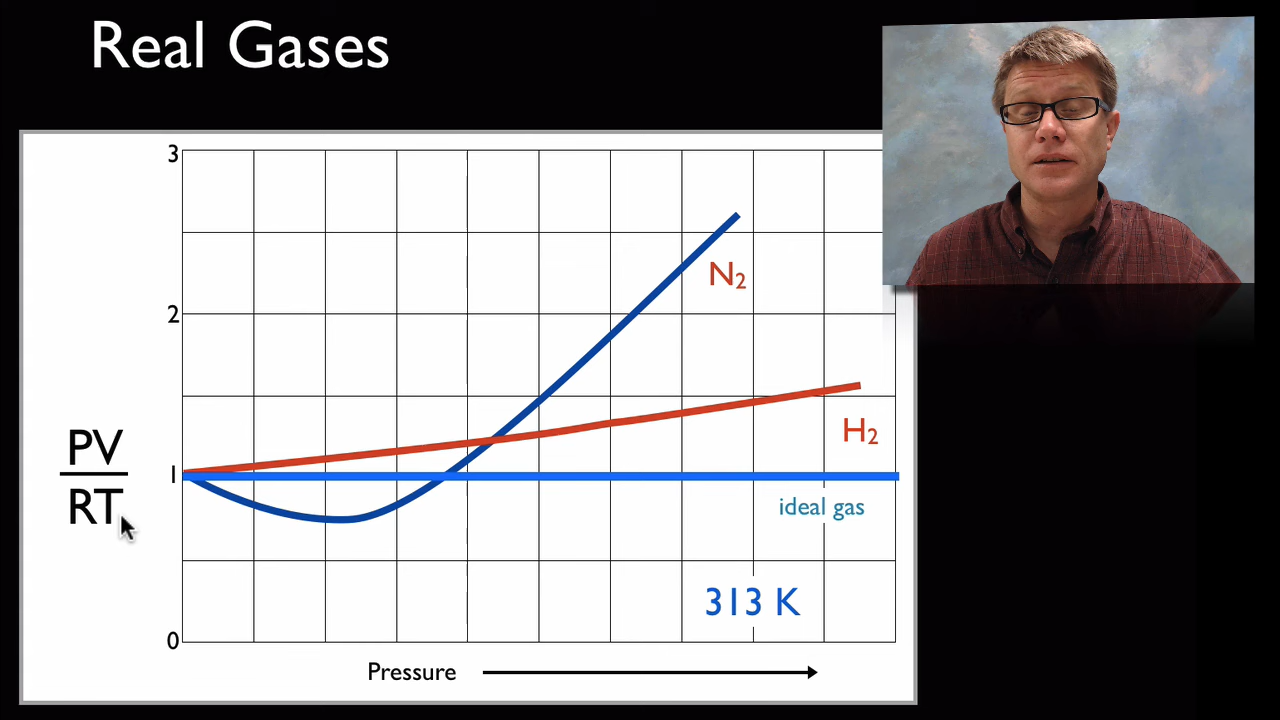 Real Gases
3
2
1
0
PV
RT
N₂
H₂
ideal gas
313 K
Pressure